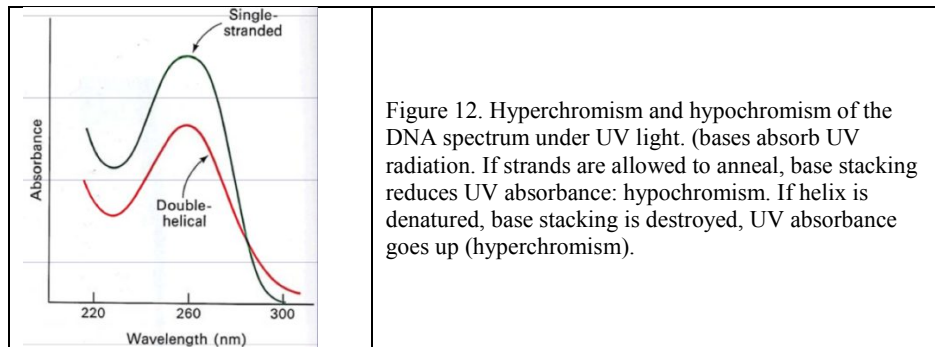 Single-
stranded
Absorbance
Double-
helical
220
260
300
Wavelength (nm)
Figure 12. Hyperchromism and hypochromism of the
DNA spectrum under UV light. (bases absorb UV
radiation. If strands are allowed to anneal, base stacking
reduces UV absorbance: hypochromism. If helix is
denatured, base stacking is destroyed, UV absorbance
goes up (hyperchromism).